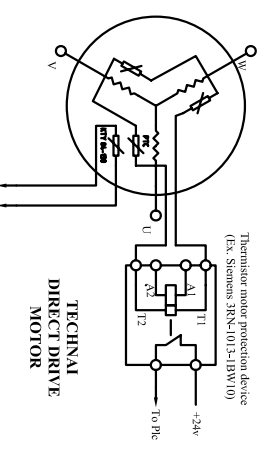 Thermistor motor protection device
(Ex. Siemens 3RN-1013-1BW10)
W
V
U
PTC
KTY 84-130
T1
A1
A2
T2
+24v
To Plc
TECHNAI
DIRECT DRIVE
MOTOR